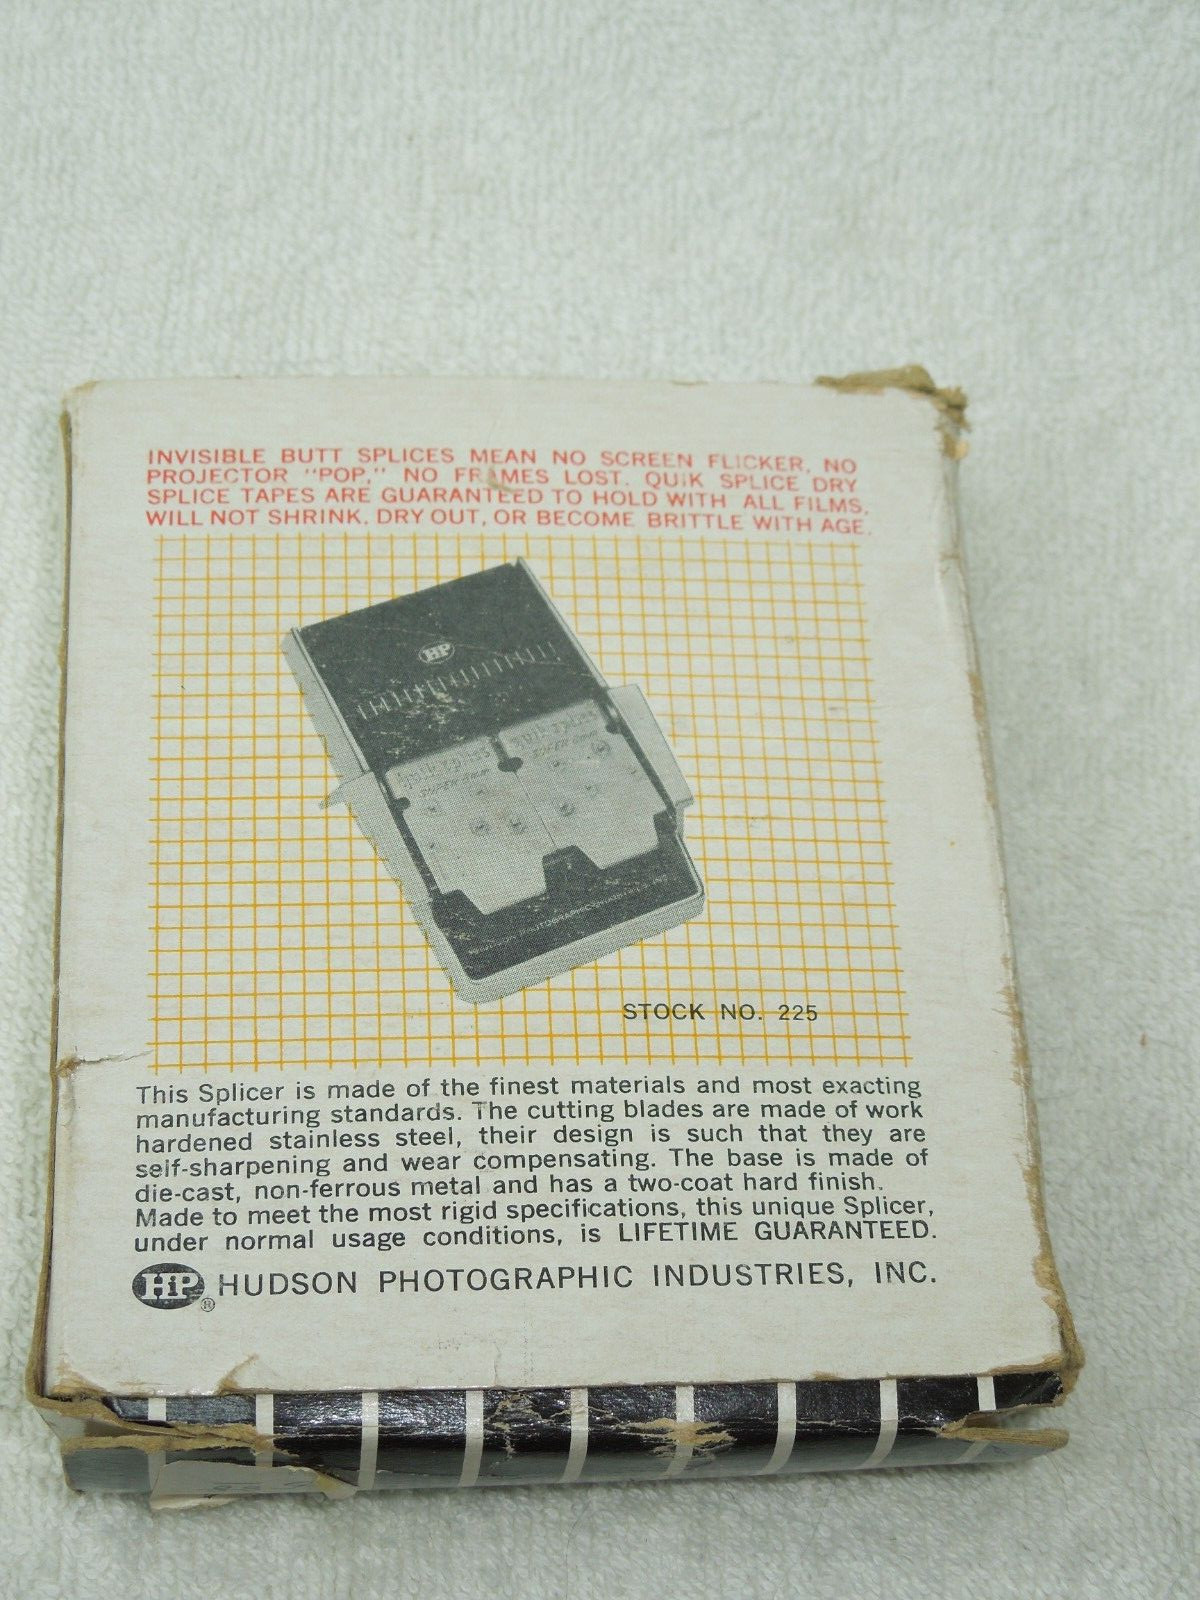 INVISIBLE BUTT SPLICES MEAN NO SCREEN FLICKER, NO
PROJECTOR "POP," NO FRAMES LOST. QUIK SPLICE DRY
SPLICE TAPES ARE GUARANTEED TO HOLD WITH ALL FILMS,
WILL NOT SHRINK, DRY OUT, OR BECOME BRITTLE WITH AGE.
HP
STOCK NO. 225
This Splicer is made of the finest materials and most exacting
manufacturing standards. The cutting blades are made of work
hardened stainless steel, their design is such that they are
self-sharpening and wear compensating. The base is made of
die-cast, non-ferrous metal and has a two-coat hard finish.
Made to meet the most rigid specifications, this unique Splicer,
under normal usage conditions, is LIFETIME GUARANTEED.
HP® HUDSON PHOTOGRAPHIC INDUSTRIES, INC.